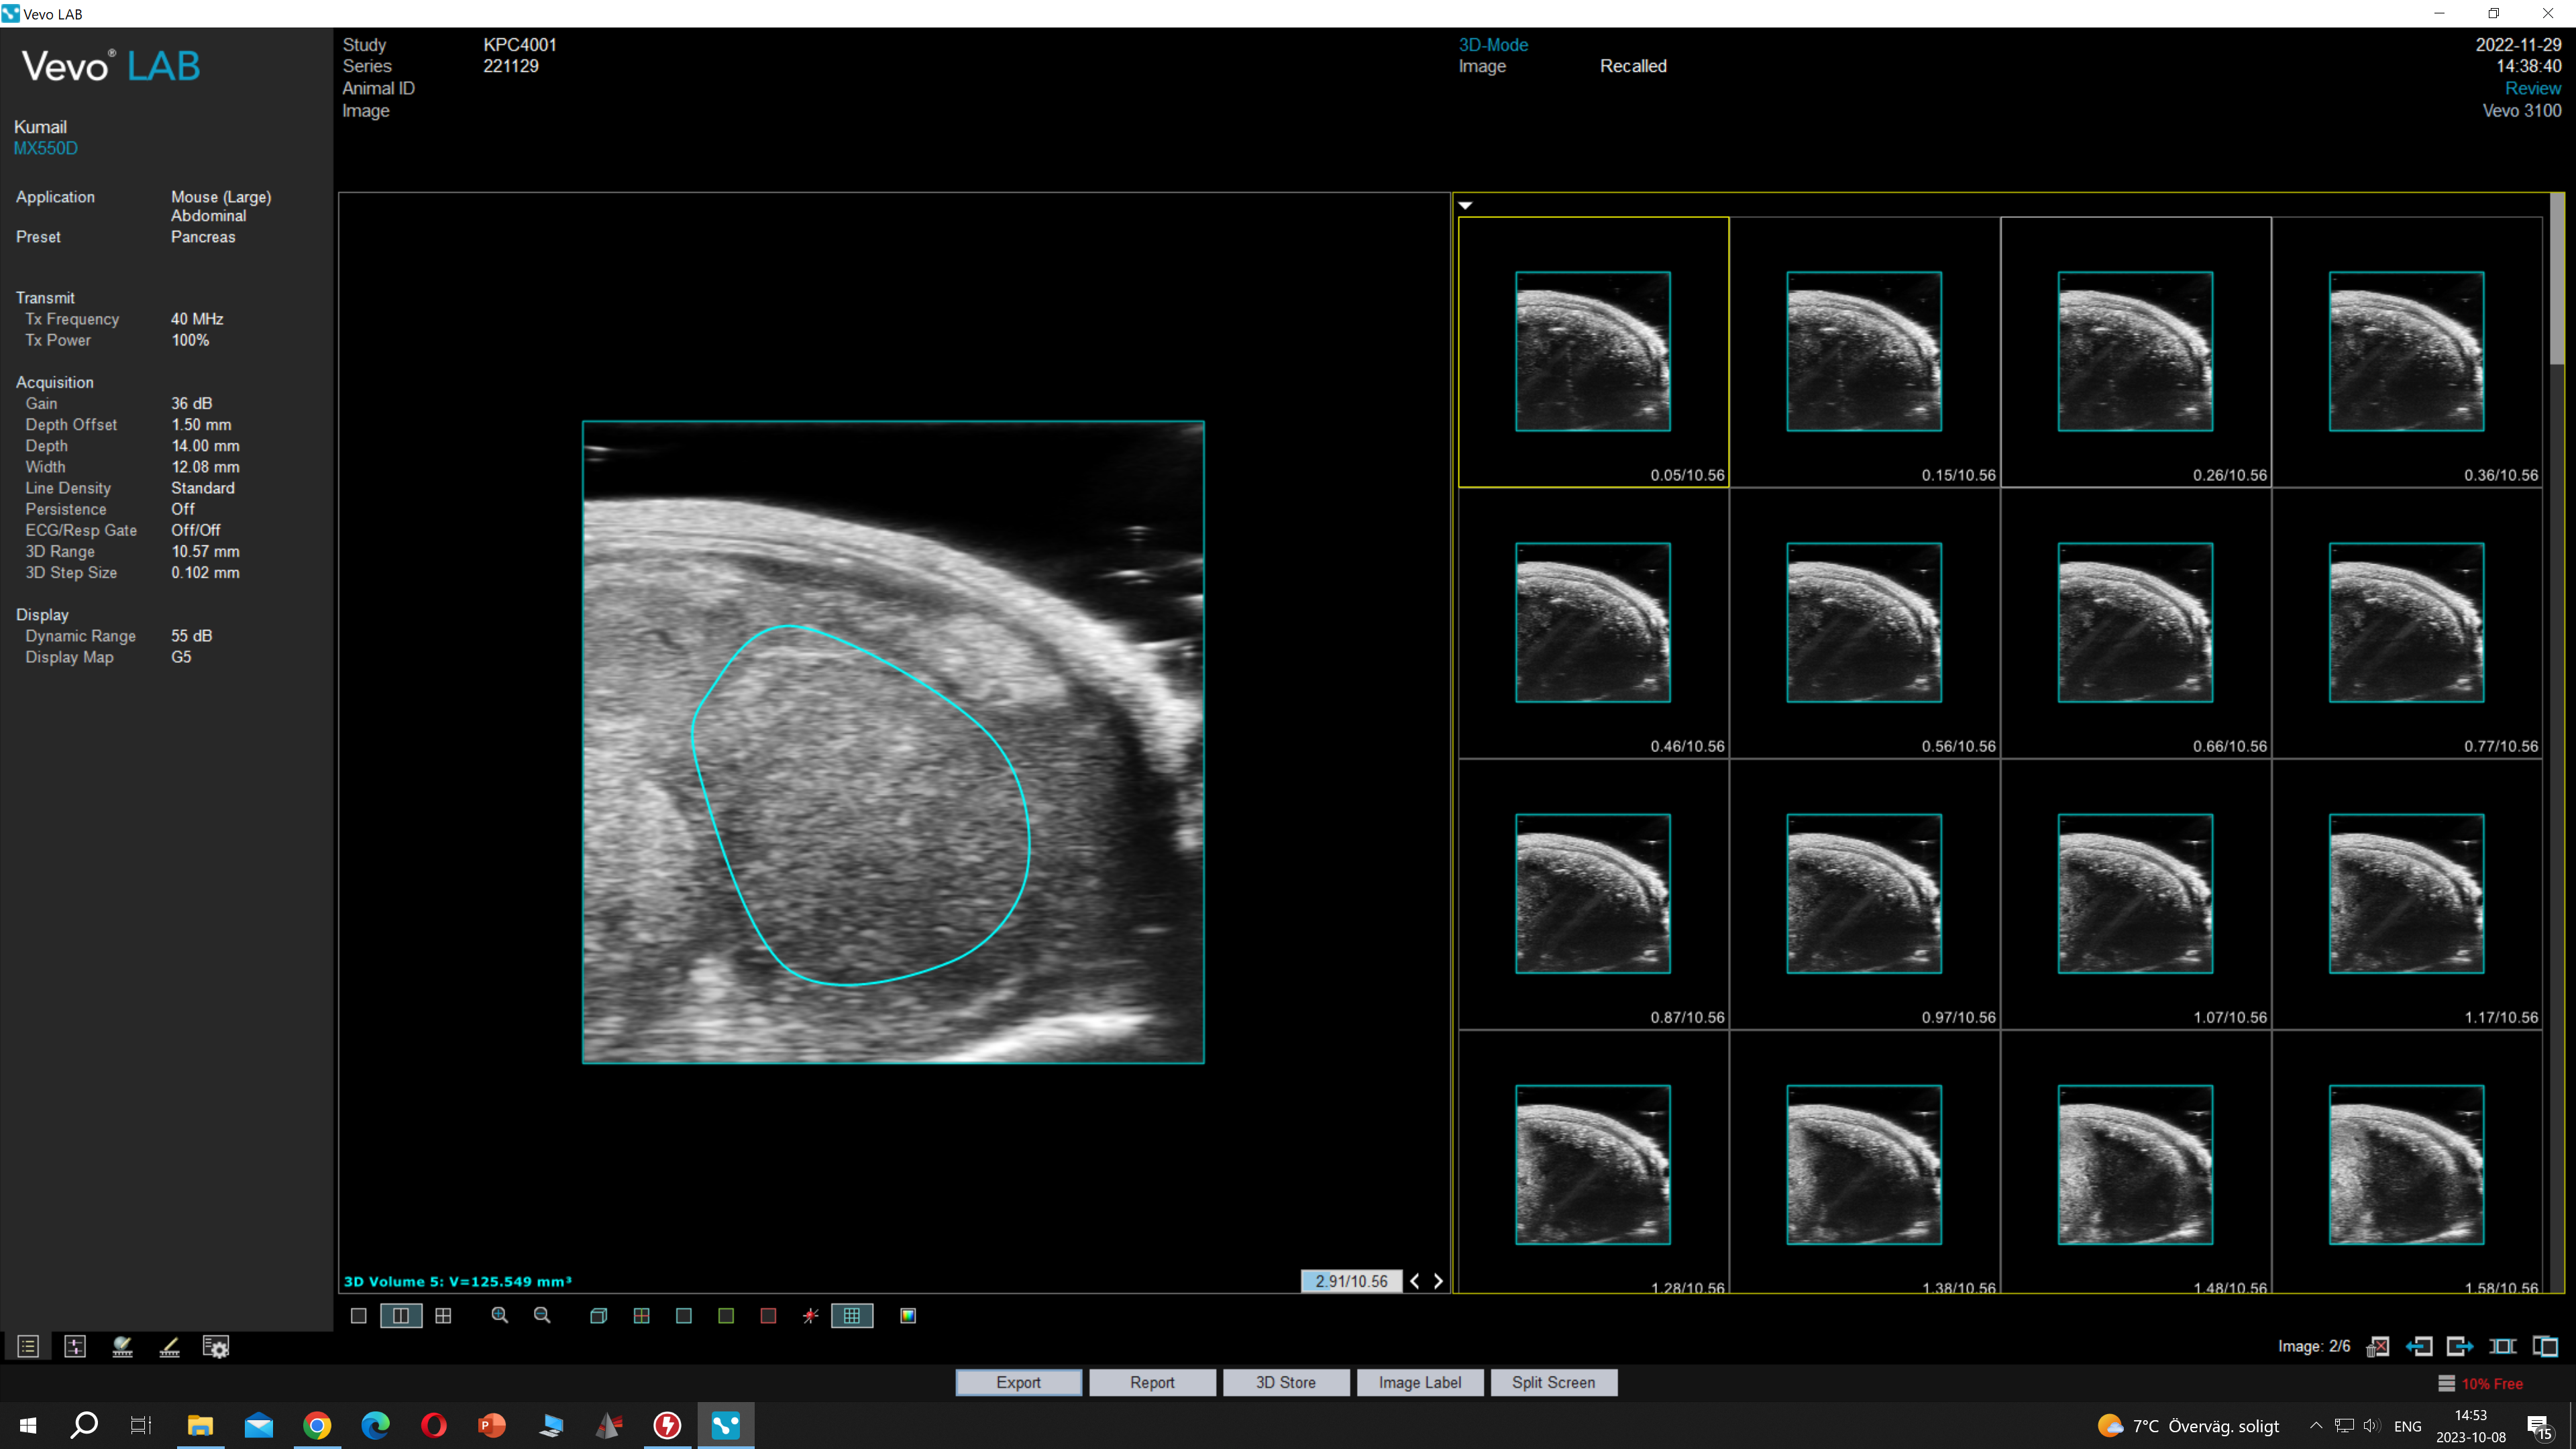 Vevo LAB
Vevo® LAB
Study KPC4001
Series 221129
Animal ID
Image
3D-Mode
Image Recalled
2022-11-29
14:38:40
Review
Vevo 3100
Kumail
MX550D
Application Mouse (Large)
Abdominal
Preset Pancreas
Transmit
Tx Frequency 40 MHz
Tx Power 100%
Acquisition
Gain 36 dB
Depth Offset 1.50 mm
Depth 14.00 mm
Width 12.08 mm
Line Density Standard
Persistence Off
ECG/Resp Gate Off/Off
3D Range 10.57 mm
3D Step Size 0.102 mm
Display
Dynamic Range 55 dB
Display Map G5
3D Volume 5: V=125.549 mm³
2.91/10.56
0.05/10.56 0.15/10.56 0.26/10.56 0.36/10.56
0.46/10.56 0.56/10.56 0.66/10.56 0.77/10.56
0.87/10.56 0.97/10.56 1.07/10.56 1.17/10.56
1.28/10.56 1.38/10.56 1.48/10.56 1.58/10.56
Image: 2/6
Export Report 3D Store Image Label Split Screen
10% Free
7°C Överväg. soligt
ENG
14:53
2023-10-08
15